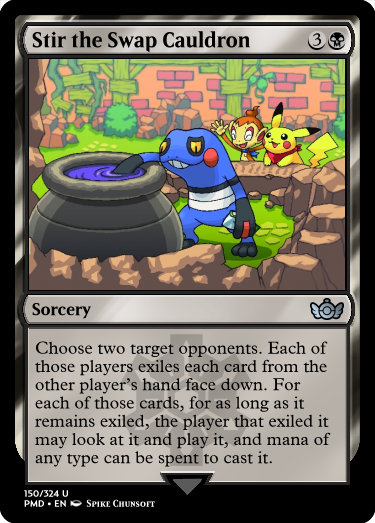 Stir the Swap Cauldron 3
Sorcery
Choose two target opponents. Each of
those players exiles each card from the
other player's hand face down. For
each of those cards, for as long as it
remains exiled, the player that exiled it
may look at it and play it, and mana of
any type can be spent to cast it.
150/324 U
PMD • EN Spike Chunsoft